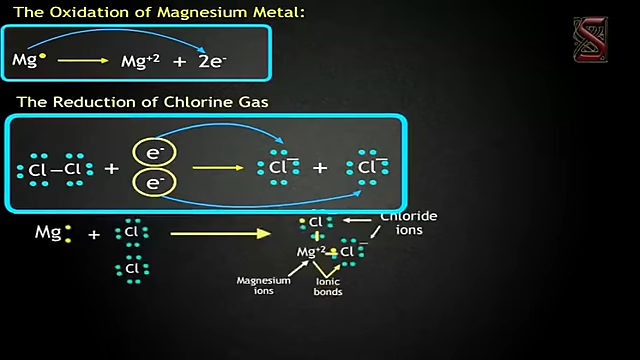 The Oxidation of Magnesium Metal:
Mg → Mg+2 + 2e-
The Reduction of Chlorine Gas
Cl – Cl + e- e- → Cl– + Cl–
Mg: + Cl → Cl–
Chloride
ions
Mg+2 Cl–
Cl
Magnesium
ions
Ionic
bonds